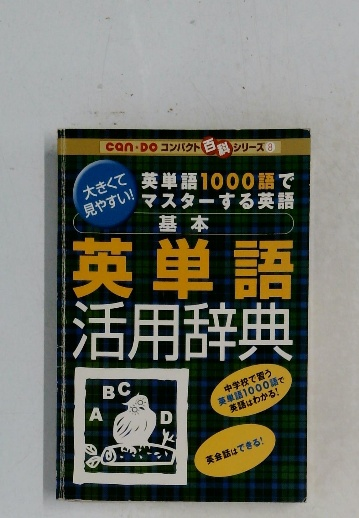 can★DO コンパクト百科シリーズ⑧
大きくて
見やすい!
英単語1000語で
マスターする英語
基本
英単語
活用辞典
ABCD
中学校で習う
英単語1000語で
英語はわかる!
英会話はできる!